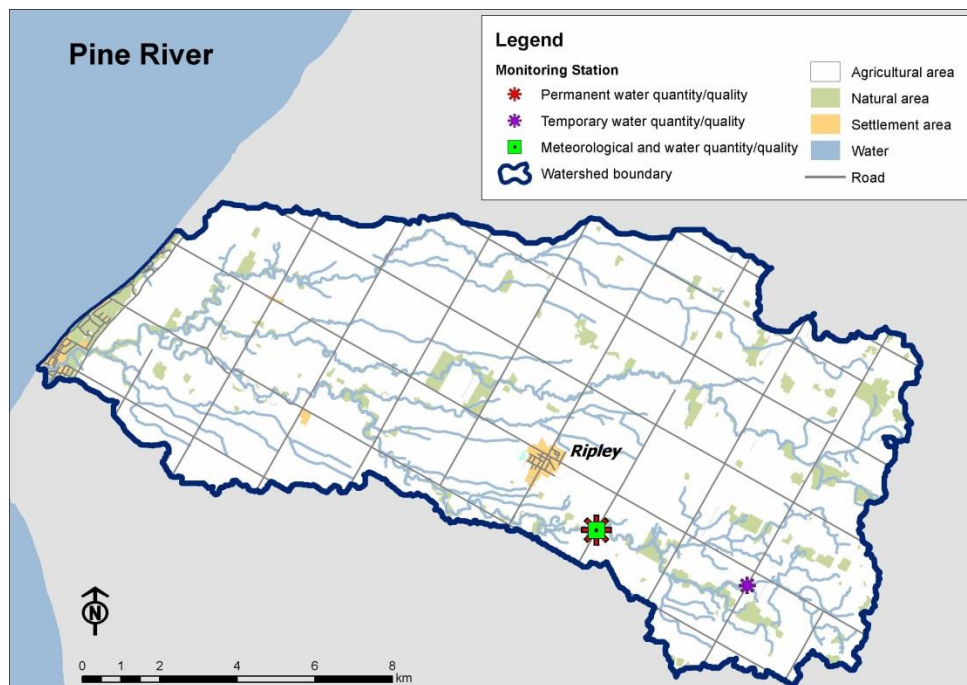 Pine River
Legend
Monitoring Station
Permanent water quantity/quality
Temporary water quantity/quality
Meteorological and water quantity/quality
Watershed boundary
Agricultural area
Natural area
Settlement area
Water
Road
Ripley
N
0 1 2 4 6 8
km